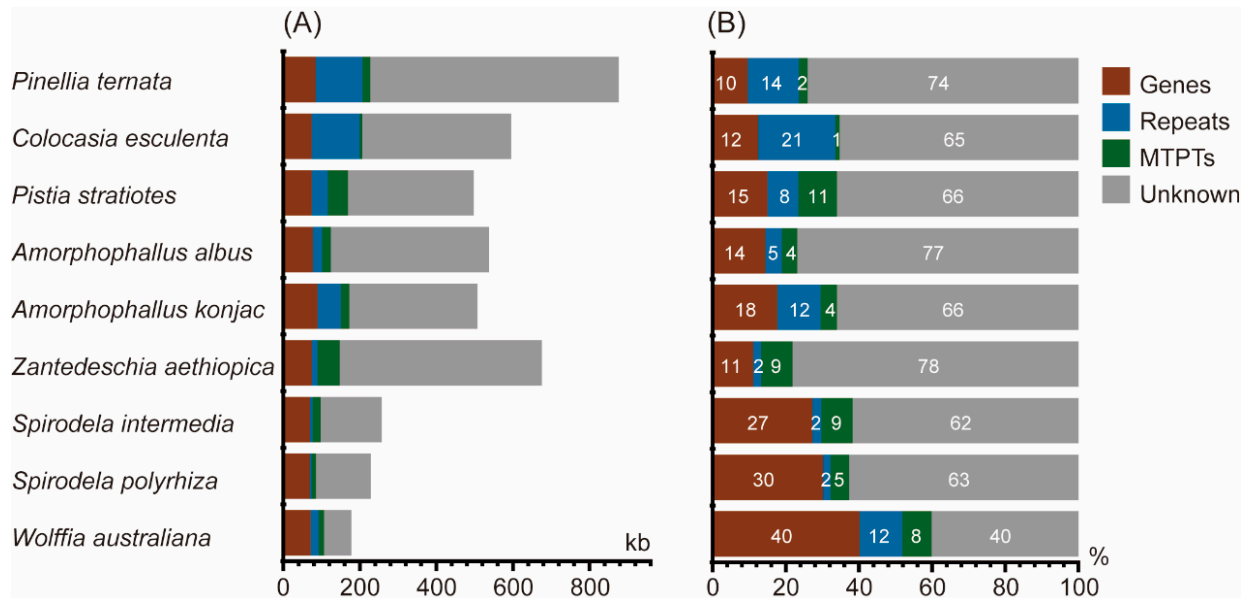 (A)
(B)
Pinellia ternata
10 14 2 74
Genes
Repeats
MTPTs
Unknown
Colocasia esculenta
12 21 1 65
Pistia stratiotes
15 8 11 66
Amorphophallus albus
14 5 4 77
Amorphophallus konjac
18 12 4 66
Zantedeschia aethiopica
11 2 9 78
Spirodela intermedia
27 2 9 62
Spirodela polyrhiza
30 2 5 63
Wolffia australiana
40 12 8 40
kb
%
0 200 400 600 800
0 20 40 60 80 100